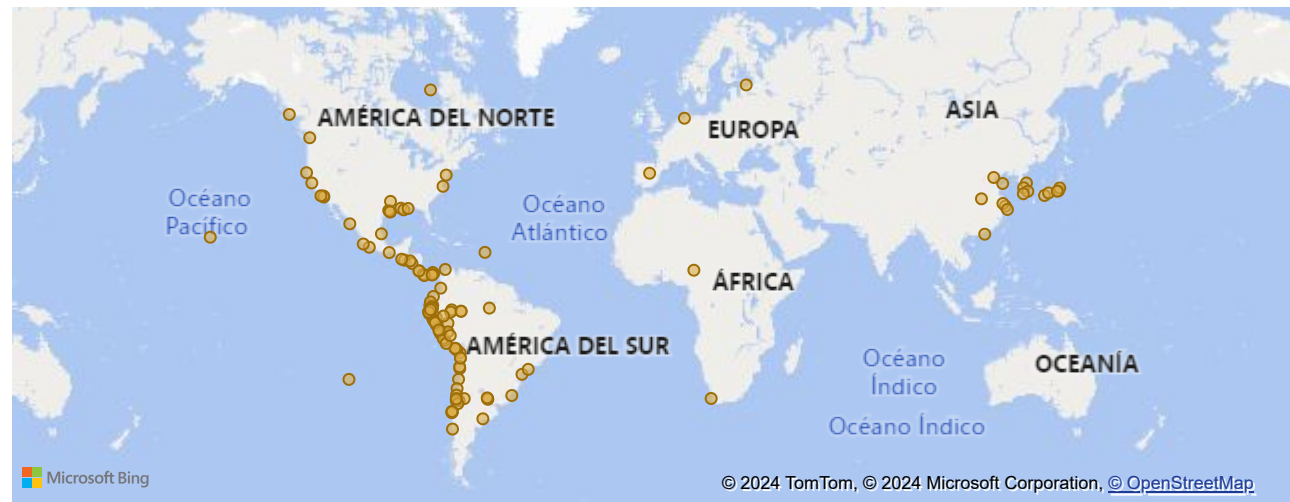 AMÉRICA DEL NORTE
EUROPA
ASIA
Océano
Pacífico
Océano
Atlántico
ÁFRICA
AMÉRICA DEL SUR
Océano
Índico
OCEANÍA
Océano Índico
Microsoft Bing
© 2024 TomTom, © 2024 Microsoft Corporation, © OpenStreetMap